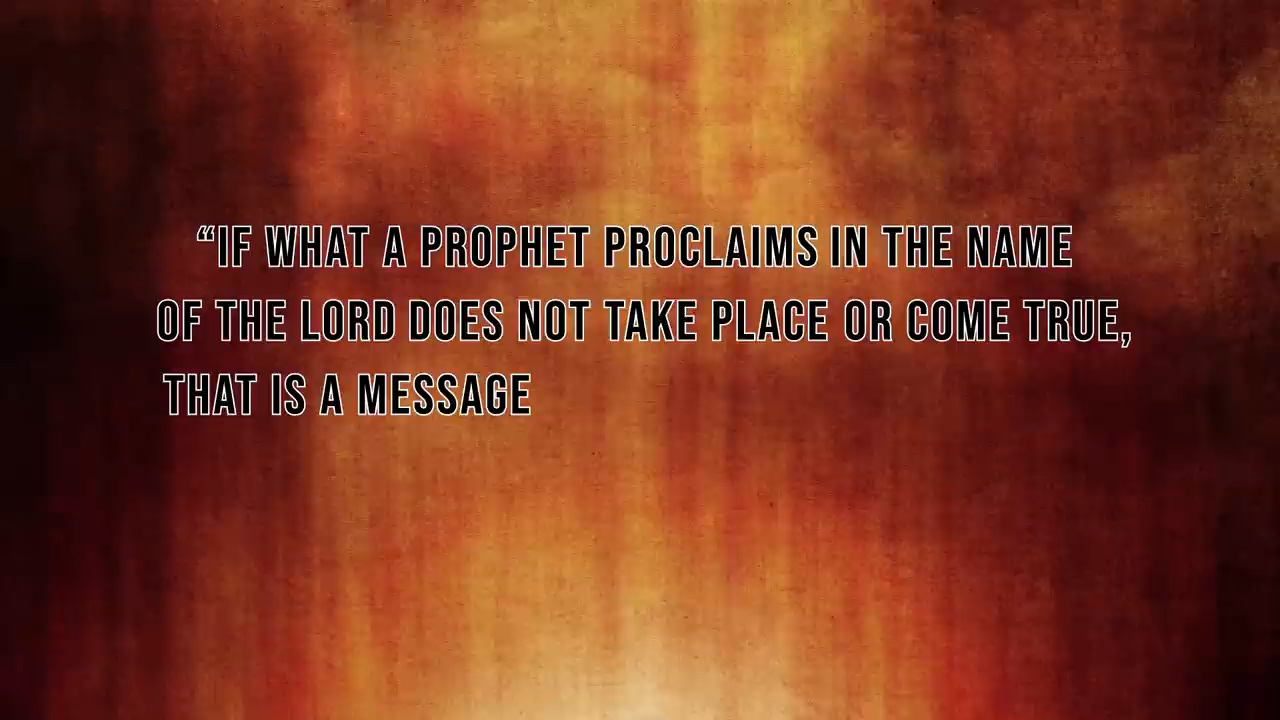 “IF WHAT A PROPHET PROCLAIMS IN THE NAME
OF THE LORD DOES NOT TAKE PLACE OR COME TRUE,
THAT IS A MESSAGE